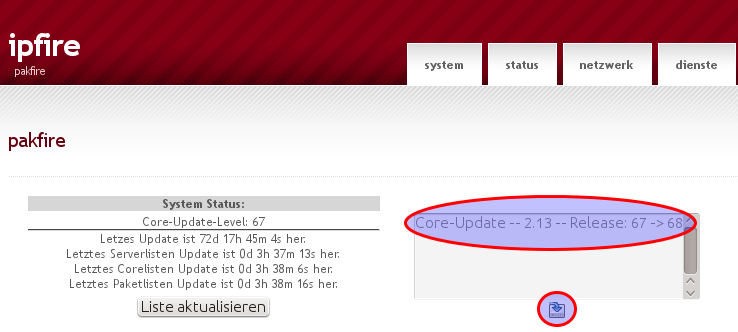 ipfire
pakfire
system
status
netzwerk
dienste
pakfire
System Status:
Core-Update-Level: 67
Letzes Update ist 72d 17h 45m 4s her.
Letztes Serverlisten Update ist 0d 3h 37m 13s her.
Letztes Corelisten Update ist 0d 3h 38m 6s her.
Letztes Paketlisten Update ist 0d 3h 38m 16s her.
Liste aktualisieren
Core-Update -- 2.13 -- Release: 67 -> 68